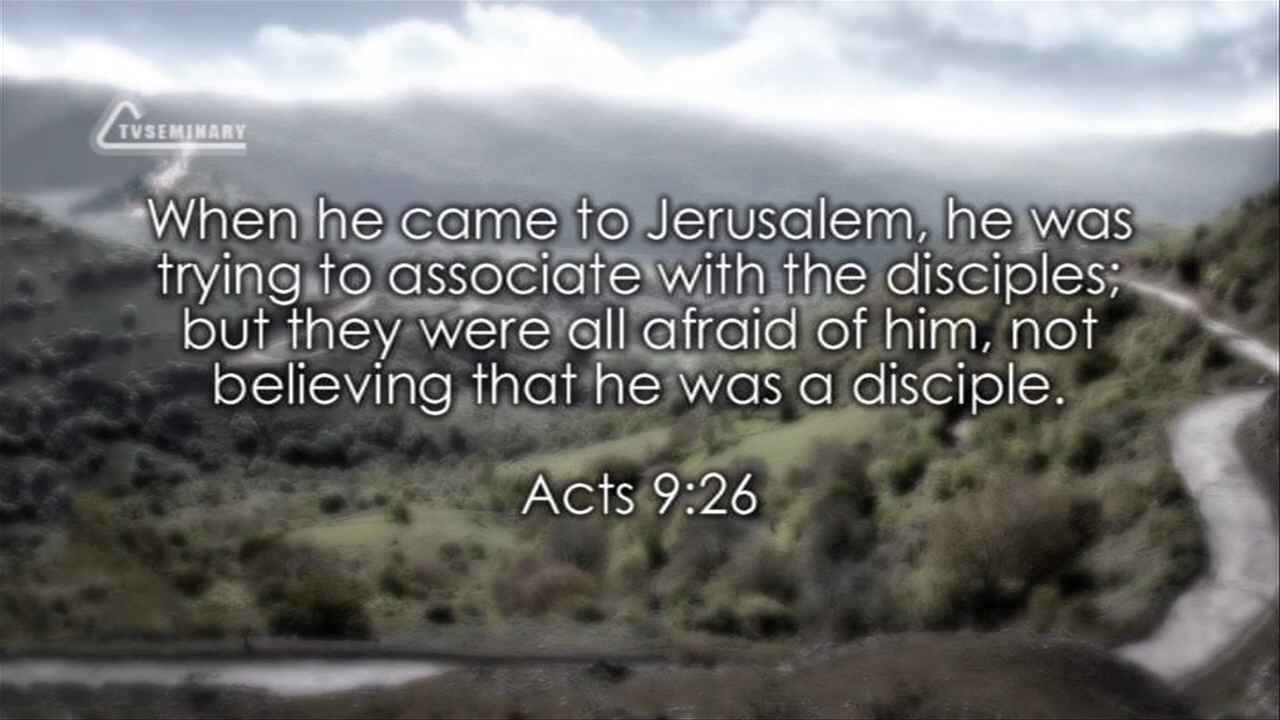 TVSEMINARY
When he came to Jerusalem, he was
trying to associate with the disciples;
but they were all afraid of him, not
believing that he was a disciple.
Acts 9:26